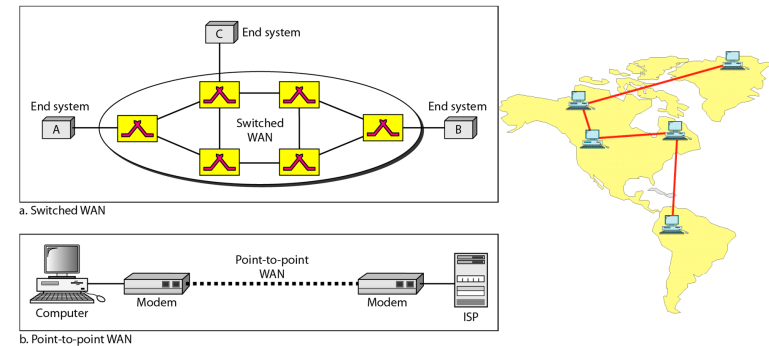 C
End system
End system
A
Switched
WAN
End system
B
a. Switched WAN
Point-to-point
WAN
Computer
Modem
Modem
ISP
b. Point-to-point WAN